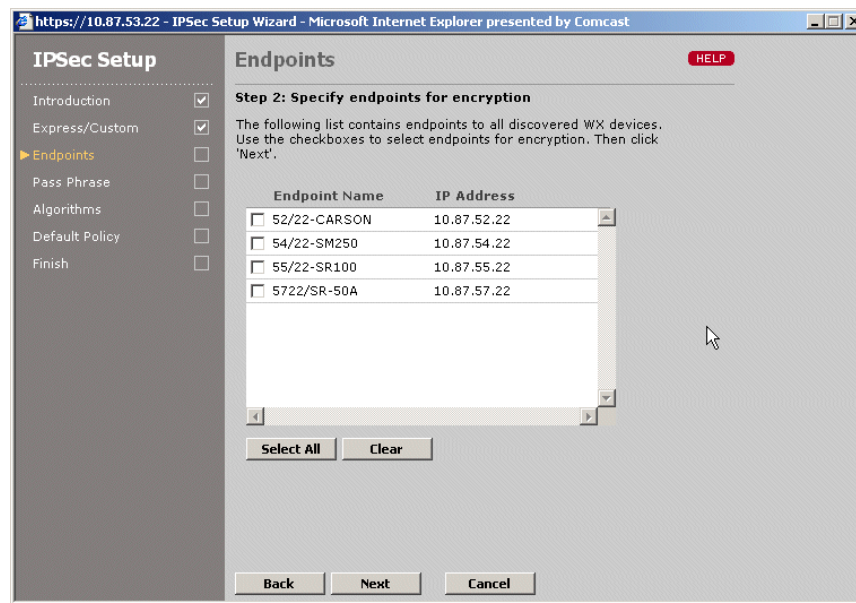 https://10.87.53.22 - IPSec Setup Wizard - Microsoft Internet Explorer presented by Comcast
IPSec Setup
Introduction
Express/Custom
Endpoints
Pass Phrase
Algorithms
Default Policy
Finish
Endpoints
HELP
Step 2: Specify endpoints for encryption
The following list contains endpoints to all discovered WX devices.
Use the checkboxes to select endpoints for encryption. Then click
'Next'.
Endpoint Name IP Address
52/22-CARSON 10.87.52.22
54/22-SM250 10.87.54.22
55/22-SR100 10.87.55.22
5722/SR-50A 10.87.57.22
Select All Clear
Back Next Cancel